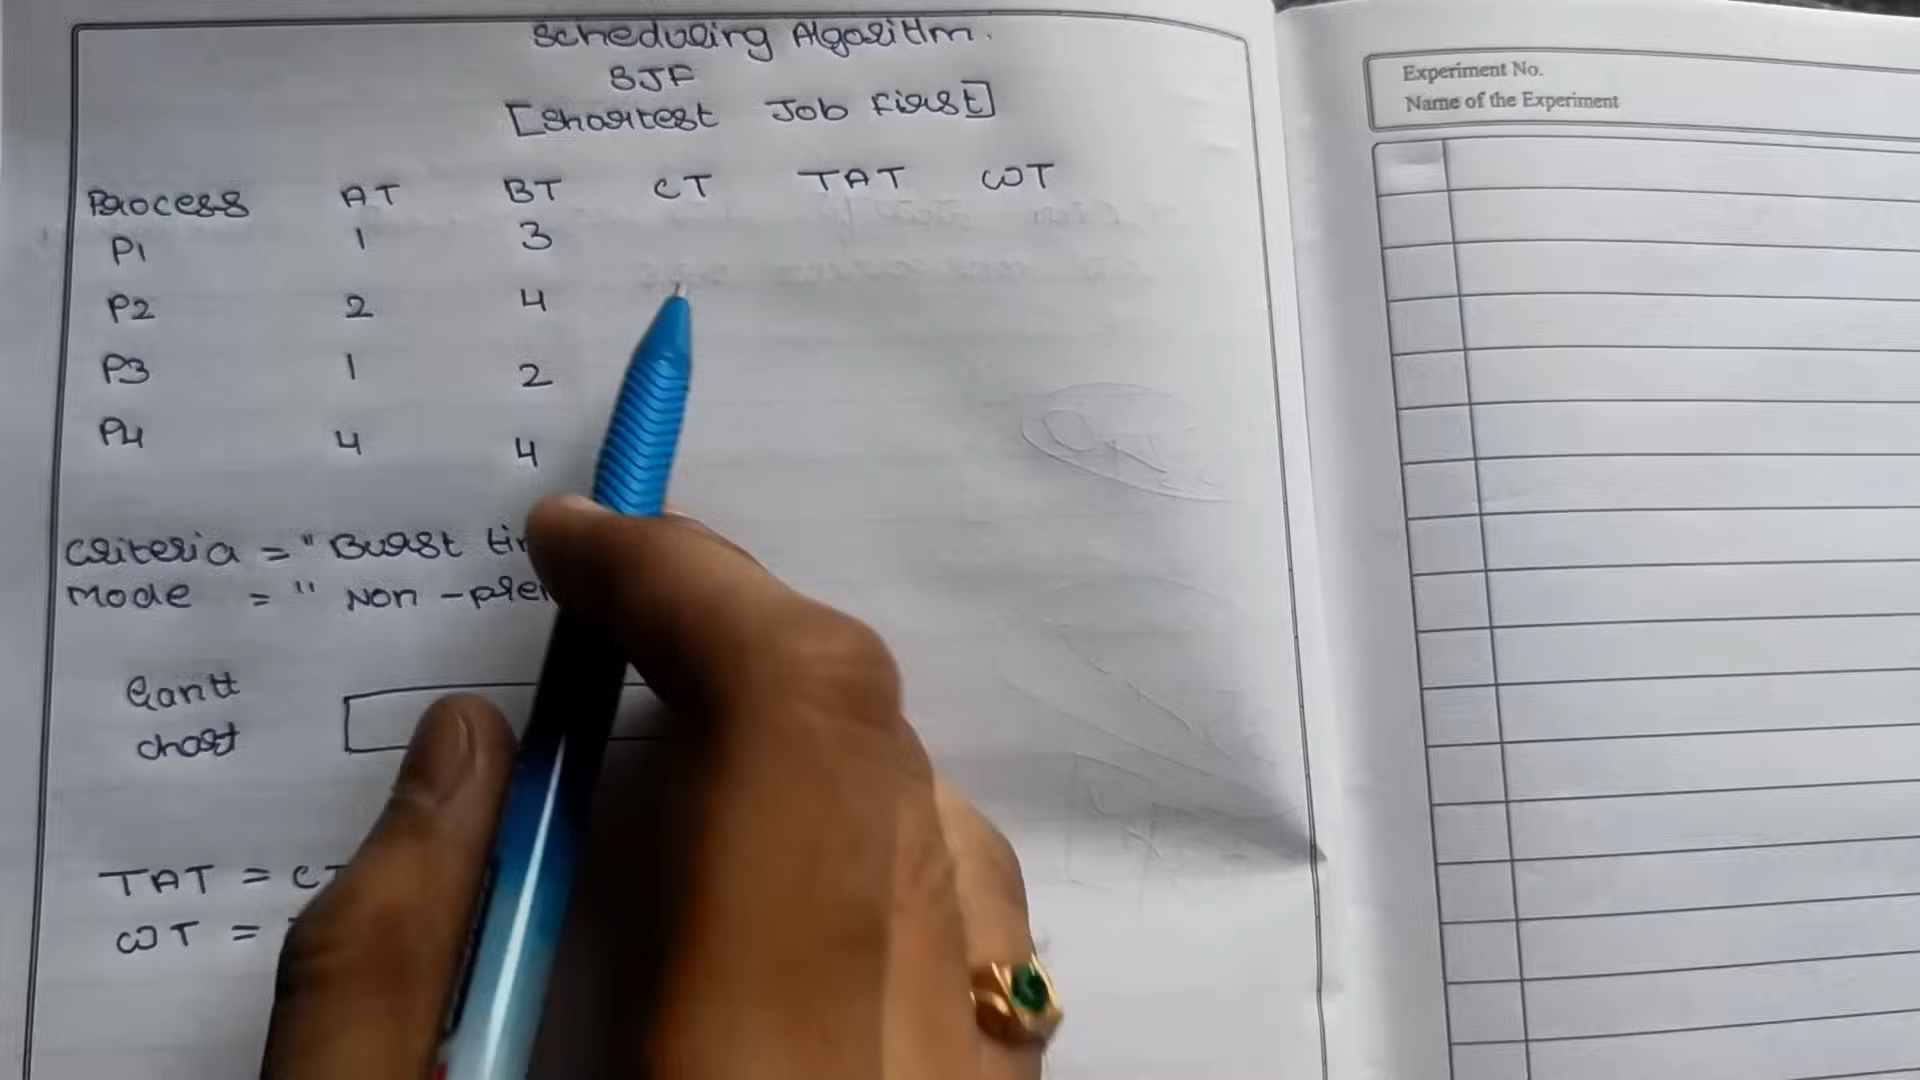 Scheduling Algorithm.
SJF
[Shortest Job First]
Process AT BT CT TAT WT
P1 1 3
P2 2 4
P3 1 2
P4 4 4
Criteria = "Burst
Mode = " Non -
Gantt
chart
TAT = CT
WT =
Experiment No.
Name of the Experiment